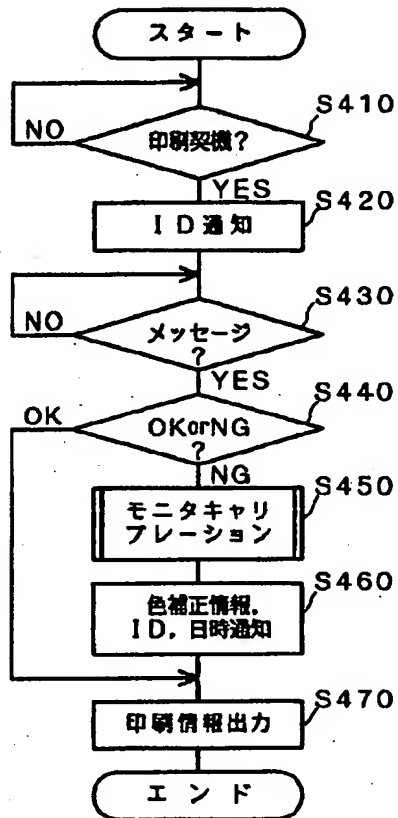 スタート
S410
印刷契機?
NO
YES
S420
ID通知
S430
メッセージ
?
NO
YES
S440
OKorNG
?
OK
NG
S450
モニタキャリ
ブレーション
S460
色補正情報,
ID,日時通知
S470
印刷情報出力
エンド